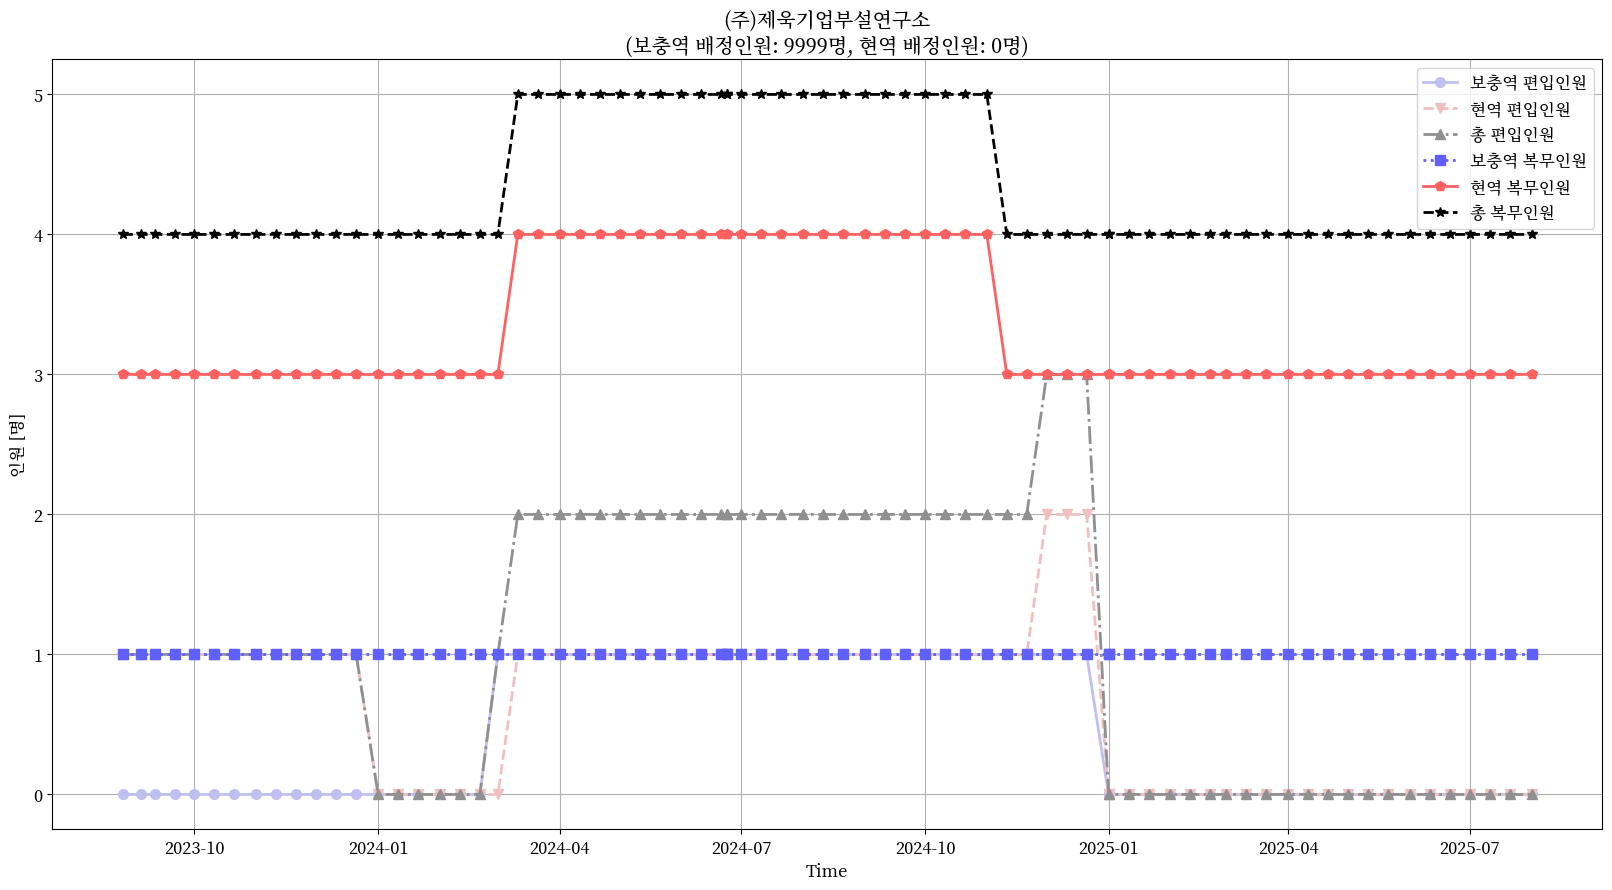 (주)제욱기업부설연구소
(보충역 배정인원: 9999명, 현역 배정인원: 0명)
보충역 편입인원
현역 편입인원
총 편입인원
보충역 복무인원
현역 복무인원
총 복무인원
인원 [명]
5
4
3
2
1
0
2023-10
2024-01
2024-04
2024-07
2024-10
2025-01
2025-04
2025-07
Time